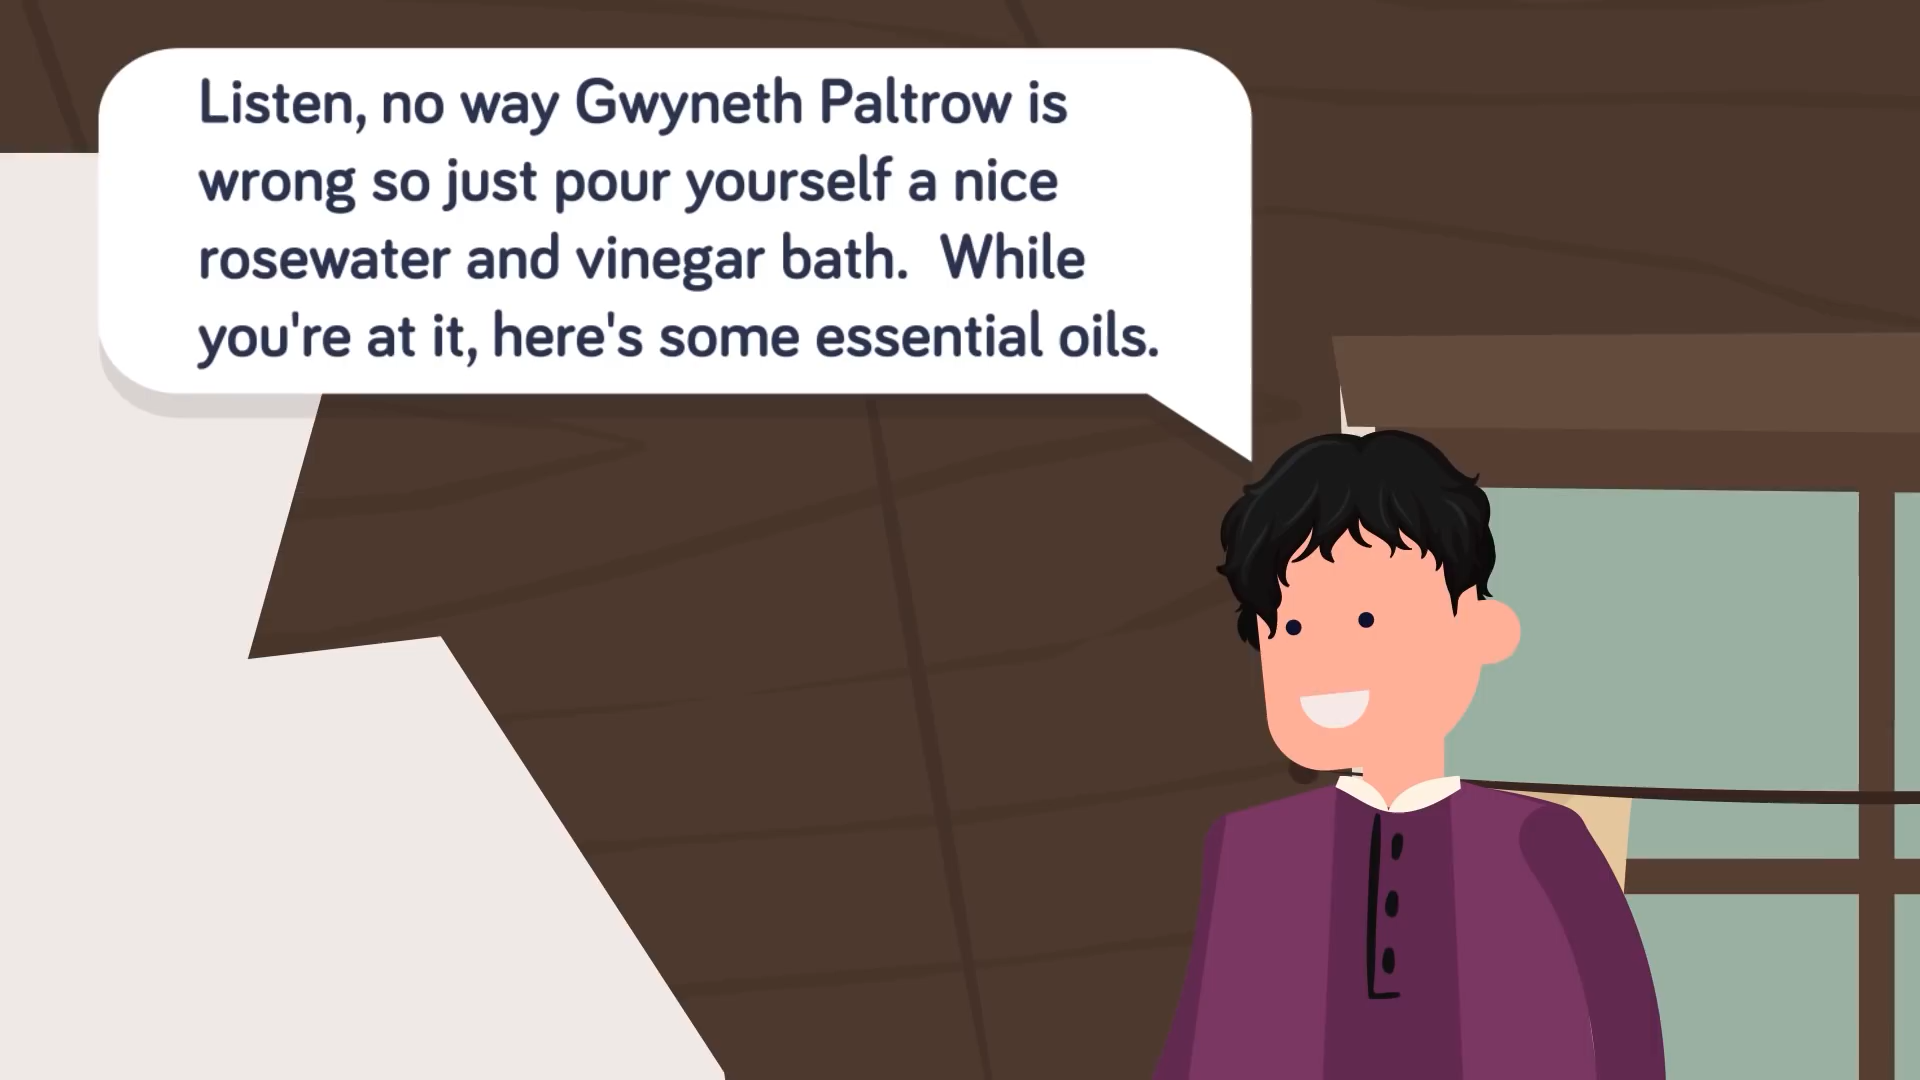 Listen, no way Gwyneth Paltrow is
wrong so just pour yourself a nice
rosewater and vinegar bath.  While
you're at it, here's some essential oils.